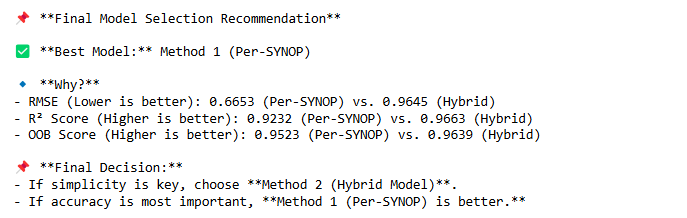 📌 **Final Model Selection Recommendation**
✅ **Best Model:** Method 1 (Per-SYNOP)
🔹 **Why?**
- RMSE (Lower is better): 0.6653 (Per-SYNOP) vs. 0.9645 (Hybrid)
- R² Score (Higher is better): 0.9232 (Per-SYNOP) vs. 0.9663 (Hybrid)
- OOB Score (Higher is better): 0.9523 (Per-SYNOP) vs. 0.9639 (Hybrid)
📌 **Final Decision:**
- If simplicity is key, choose **Method 2 (Hybrid Model)**.
- If accuracy is most important, **Method 1 (Per-SYNOP) is better.**